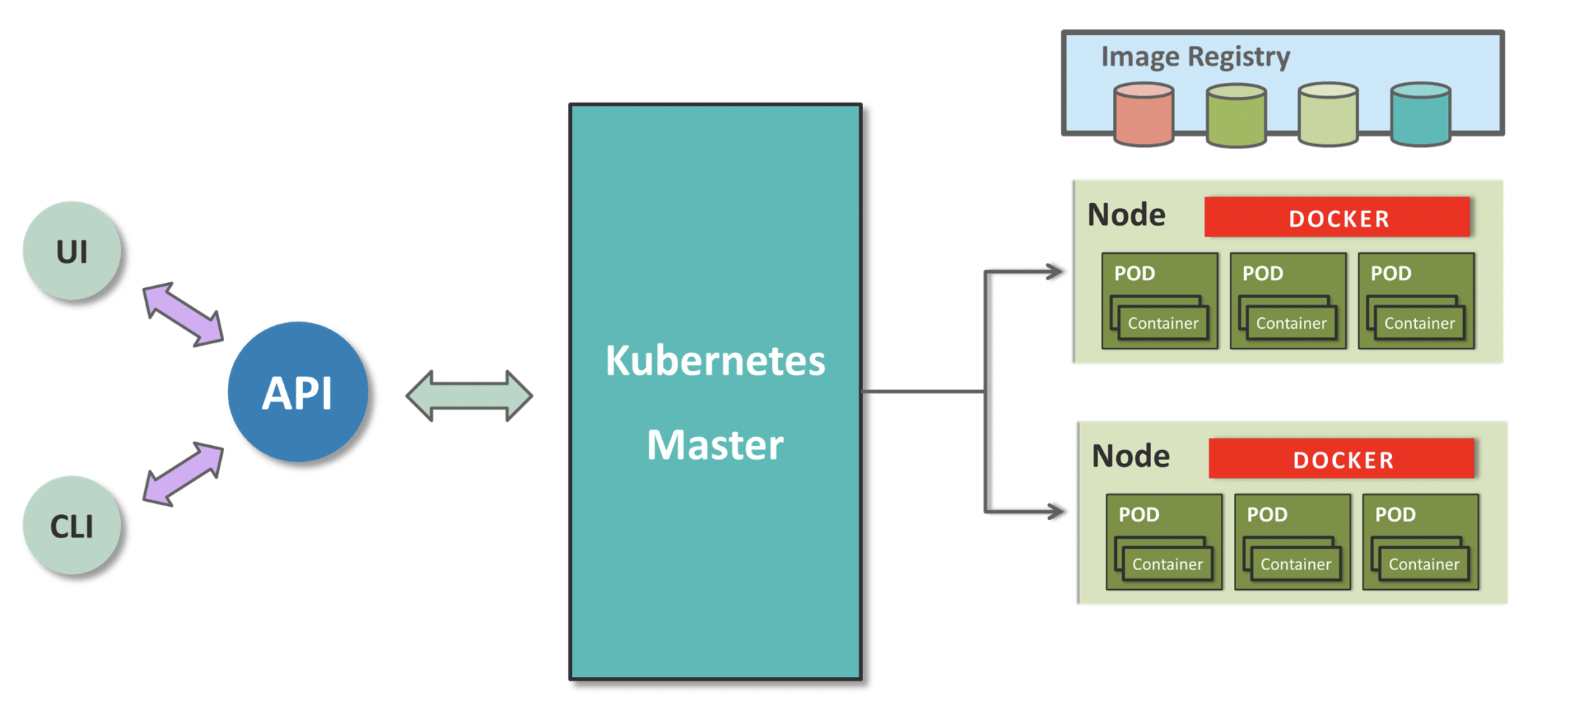 UI
API
CLI
Kubernetes
Master
Image Registry
Node
DOCKER
POD
Container
POD
Container
POD
Container
Node
DOCKER
POD
Container
POD
Container
POD
Container